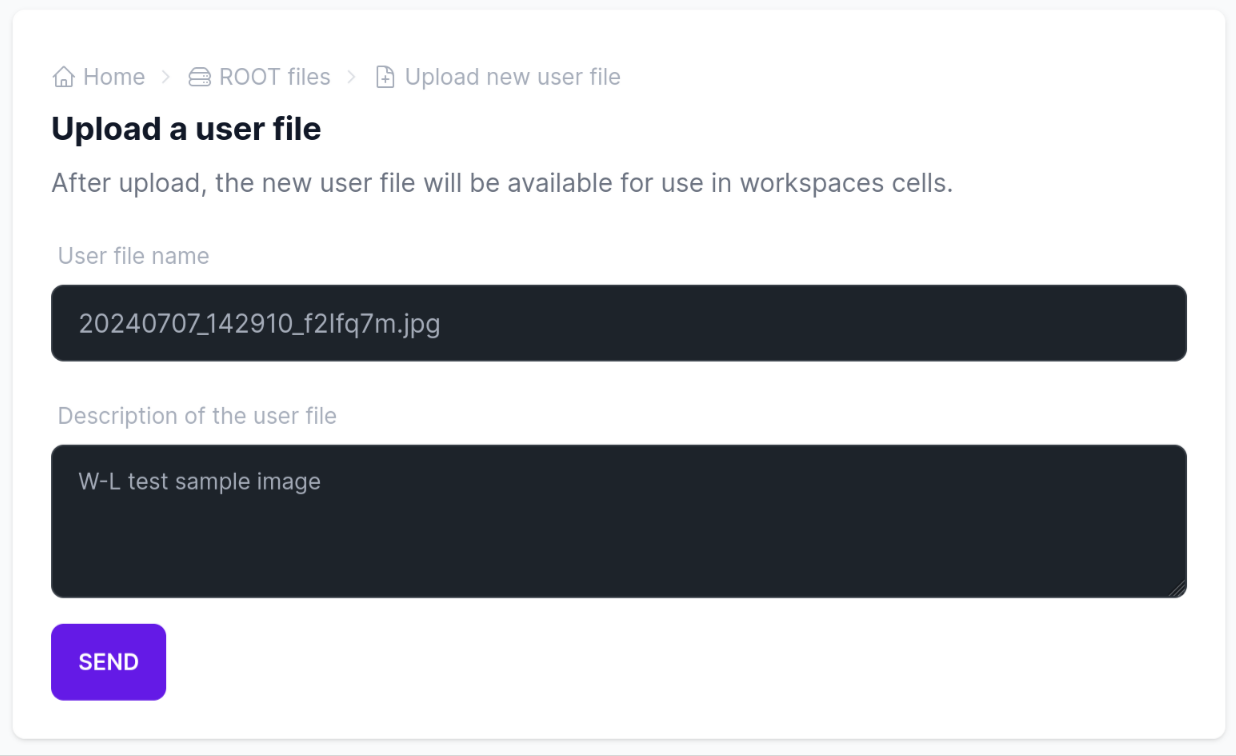 Home > ROOT files > Upload new user file
Upload a user file
After upload, the new user file will be available for use in workspaces cells.
User file name
20240707_142910_f2lfq7m.jpg
Description of the user file
W-L test sample image
SEND